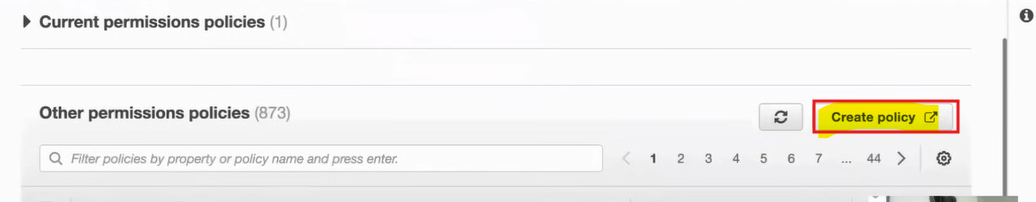 Current permissions policies (1)
Other permissions policies (873)
Create policy
Filter policies by property or policy name and press enter.
1 2 3 4 5 6 7 ... 44